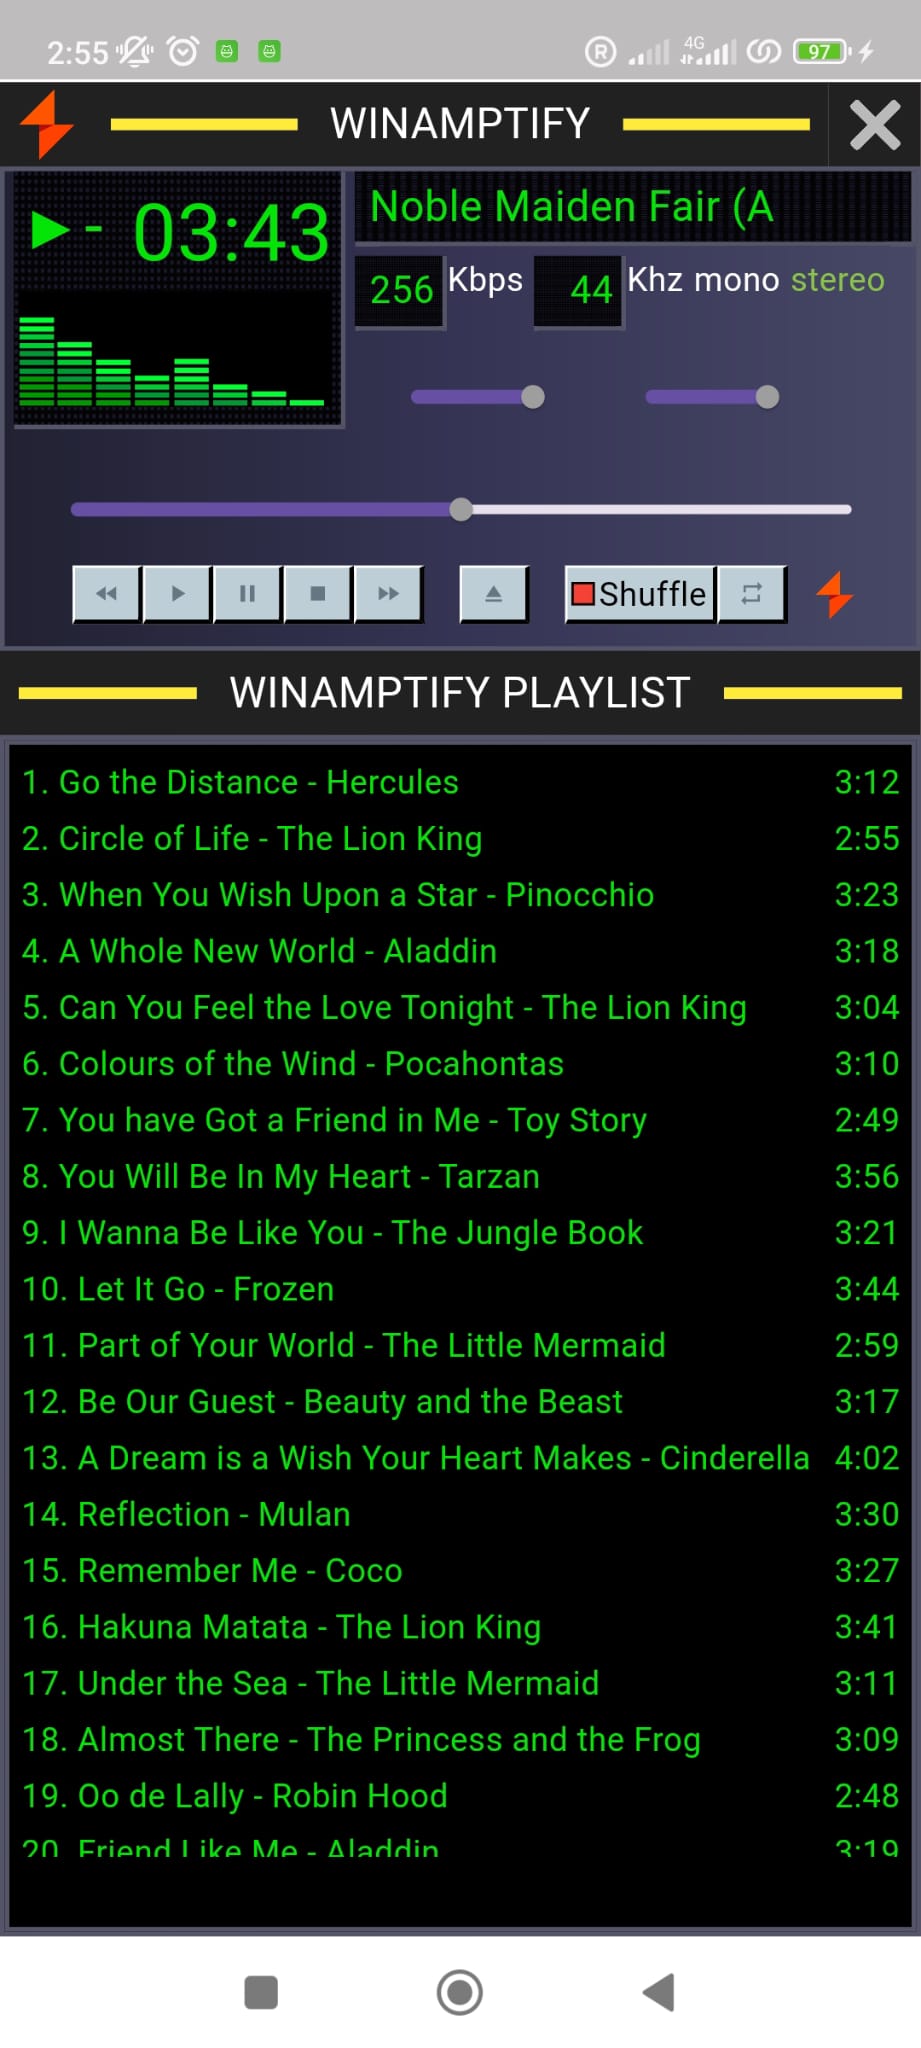 2:55 R 4G 97
WINAMPTIFY
- 03:43
Noble Maiden Fair (A
256 Kbps 44 Khz mono stereo
Shuffle
WINAMPTIFY PLAYLIST
1. Go the Distance - Hercules 3:12
2. Circle of Life - The Lion King 2:55
3. When You Wish Upon a Star - Pinocchio 3:23
4. A Whole New World - Aladdin 3:18
5. Can You Feel the Love Tonight - The Lion King 3:04
6. Colours of the Wind - Pocahontas 3:10
7. You have Got a Friend in Me - Toy Story 2:49
8. You Will Be In My Heart - Tarzan 3:56
9. I Wanna Be Like You - The Jungle Book 3:21
10. Let It Go - Frozen 3:44
11. Part of Your World - The Little Mermaid 2:59
12. Be Our Guest - Beauty and the Beast 3:17
13. A Dream is a Wish Your Heart Makes - Cinderella 4:02
14. Reflection - Mulan 3:30
15. Remember Me - Coco 3:27
16. Hakuna Matata - The Lion King 3:41
17. Under the Sea - The Little Mermaid 3:11
18. Almost There - The Princess and the Frog 3:09
19. Oo de Lally - Robin Hood 2:48
20. Friend Like Me - Aladdin 3:19